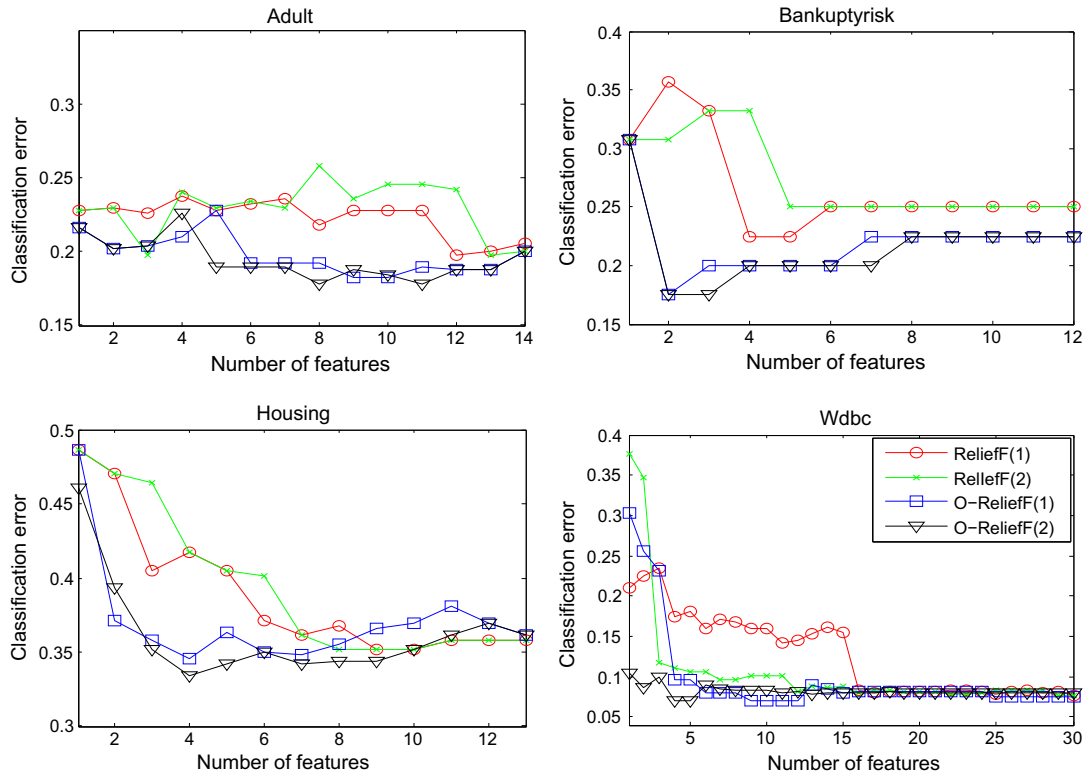 Adult
Classification error
0.3
0.25
0.2
0.15
2 4 6 8 10 12 14
Number of features
Bankuptyrisk
Classification error
0.4
0.35
0.3
0.25
0.2
0.15
2 4 6 8 10 12
Number of features
Housing
Classification error
0.5
0.45
0.4
0.35
0.3
2 4 6 8 10 12
Number of features
Wdbc
Classification error
0.4
0.35
0.3
0.25
0.2
0.15
0.1
0.05
5 10 15 20 25 30
Number of features
ReliefF(1)
RelIefF(2)
O-ReliefF(1)
O-ReliefF(2)